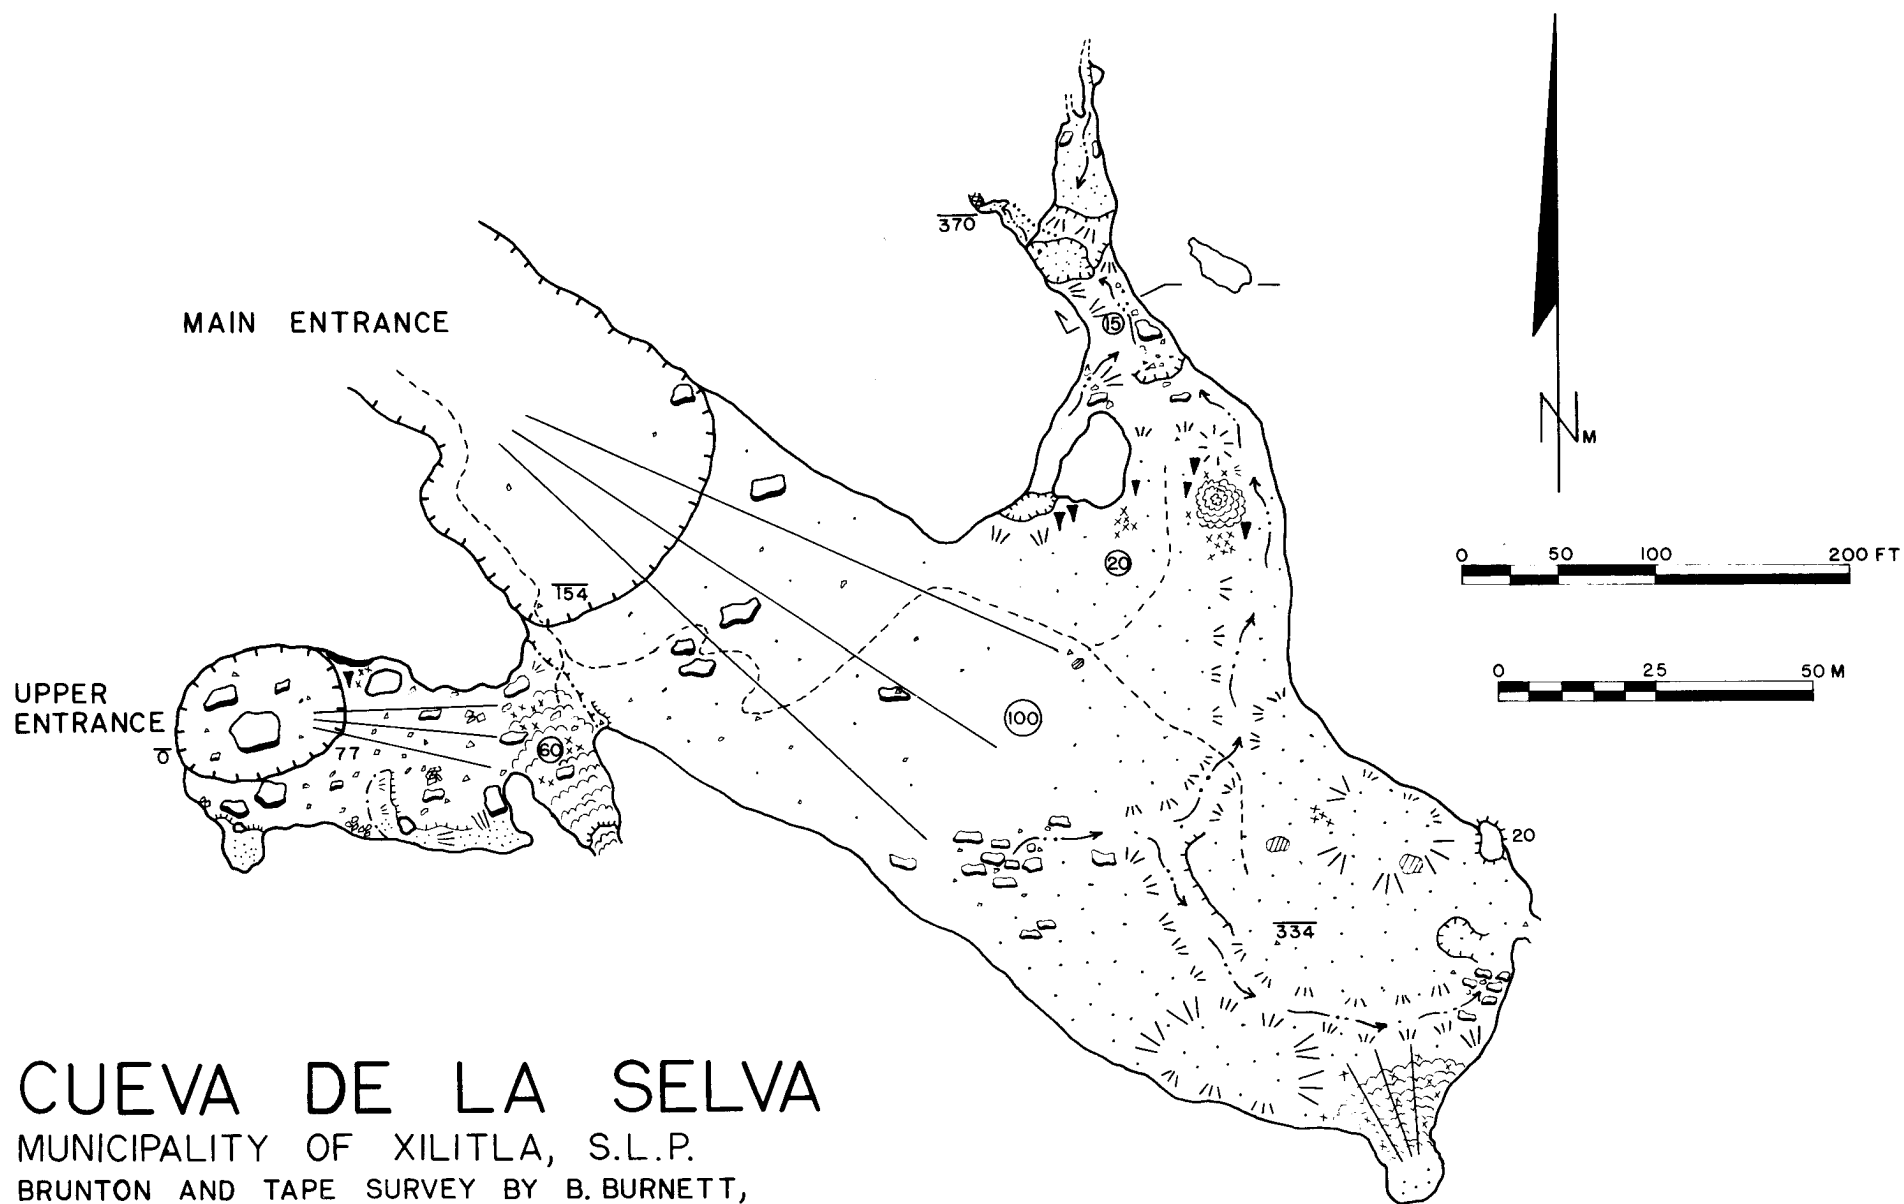 370
MAIN ENTRANCE
15
N
M
154
20
0 50 100 200 FT
0 25 50 M
UPPER
ENTRANCE
0
77
60
100
20
334
CUEVA DE LA SELVA
MUNICIPALITY OF XILITLA, S.L.P.
BRUNTON AND TAPE SURVEY BY B. BURNETT,